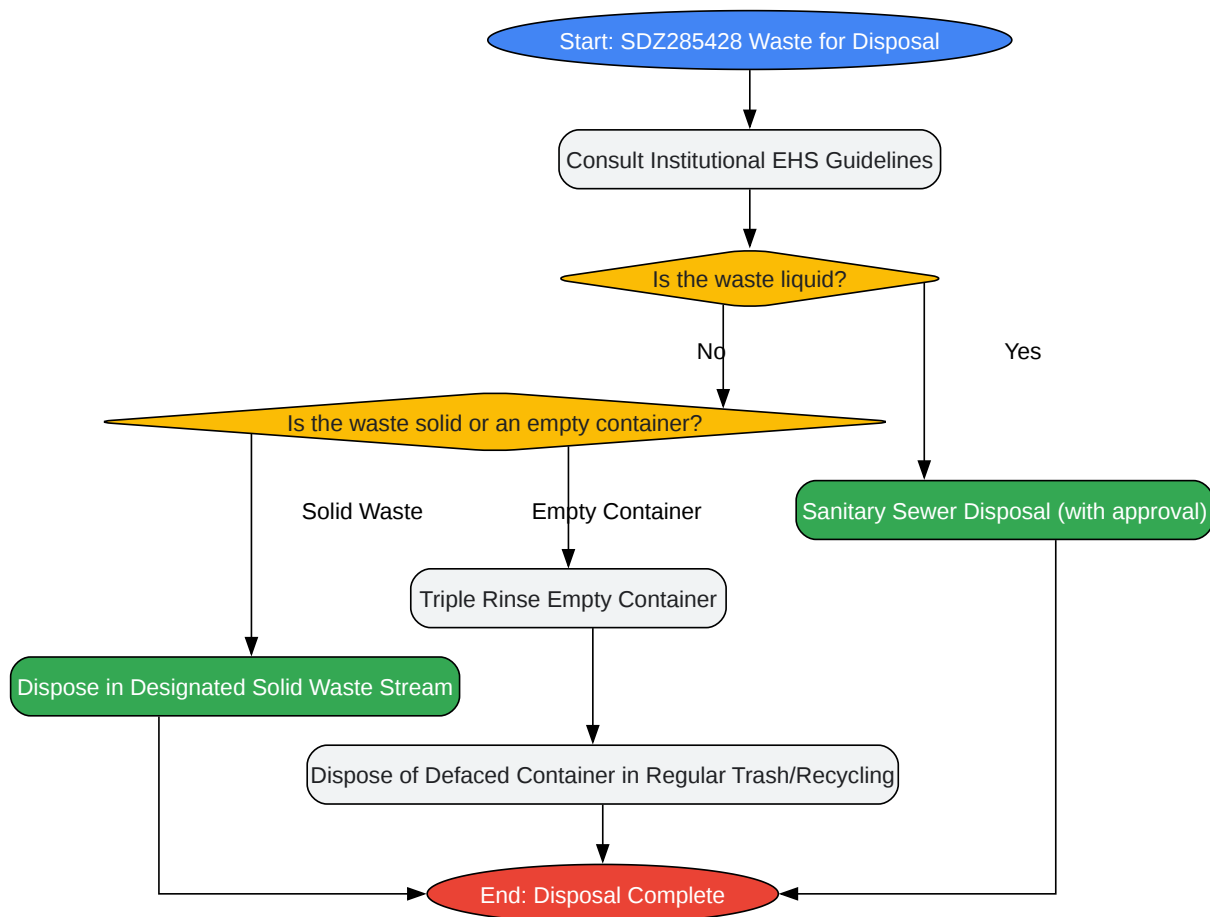 Start: SDZ285428 Waste for Disposal
Consult Institutional EHS Guidelines
Is the waste liquid?
No
Yes
Is the waste solid or an empty container?
Solid Waste
Empty Container
Sanitary Sewer Disposal (with approval)
Triple Rinse Empty Container
Dispose in Designated Solid Waste Stream
Dispose of Defaced Container in Regular Trash/Recycling
End: Disposal Complete